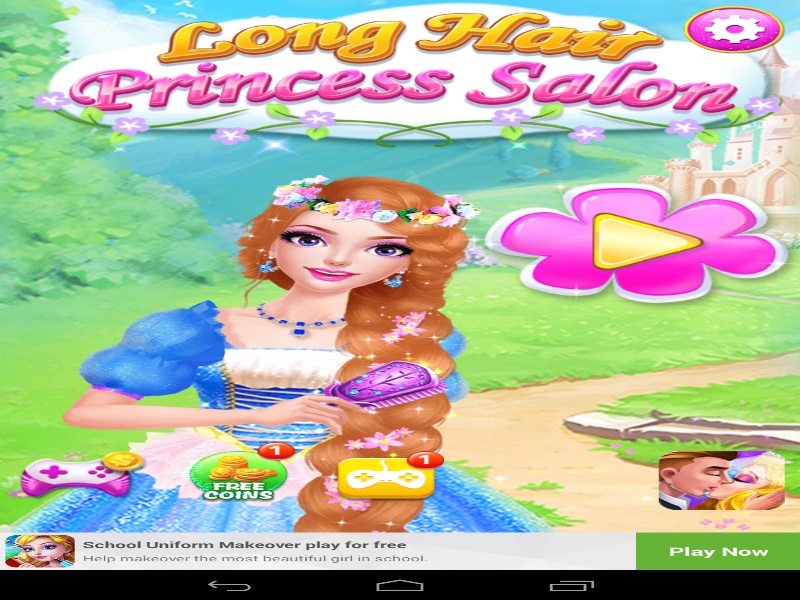 Long Hair
Princess Salon
1
FREE
COINS
1
School Uniform Makeover play for free
Help makeover the most beautiful girl in school.
Play Now